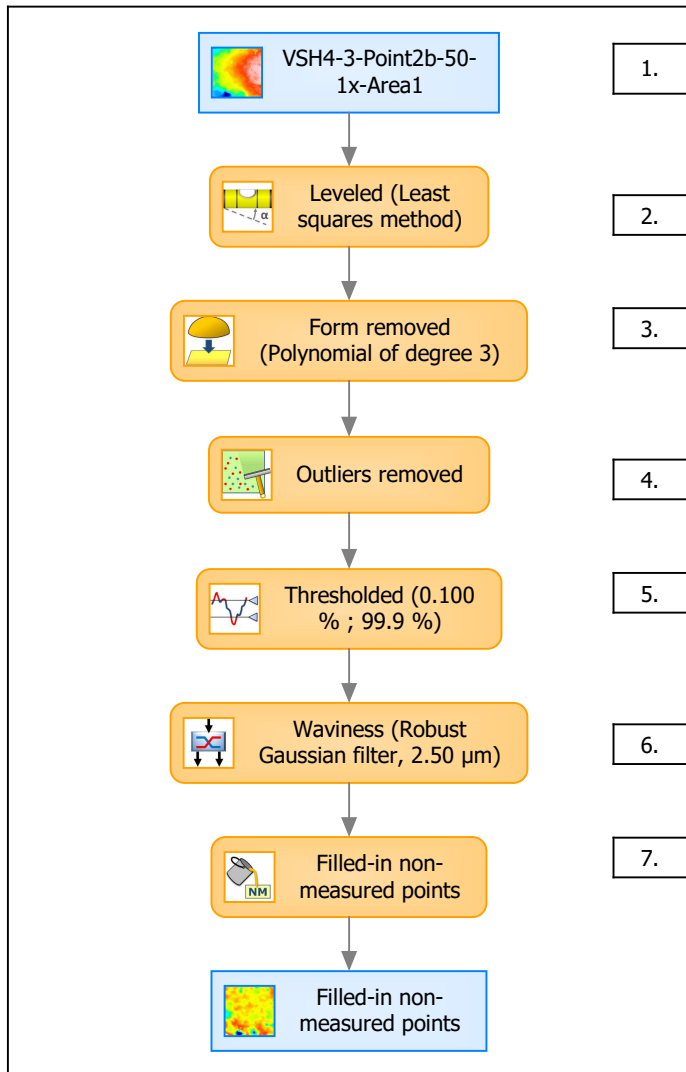 VSH4-3-Point2b-50-
1x-Area1
1.
α
Leveled (Least
squares method)
2.
Form removed
(Polynomial of degree 3)
3.
Outliers removed
4.
Thresholded (0.100
% ; 99.9 %)
5.
Waviness (Robust
Gaussian filter, 2.50 µm)
6.
NM
Filled-in non-
measured points
7.
Filled-in non-
measured points